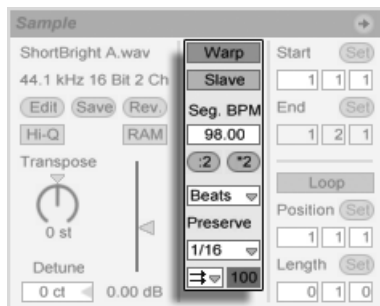 Sample
ShortBright A.wav
44.1 kHz 16 Bit 2 Ch
Edit Save Rev.
Hi-Q RAM
Transpose
0 st
Detune
0 ct 0.00 dB
Warp
Slave
Seg. BPM
98.00
:2 *2
Beats
Preserve
1/16
100
Start Set
1 1 1
End Set
1 2 1
Loop
Position Set
1 1 1
Length Set
0 1 0